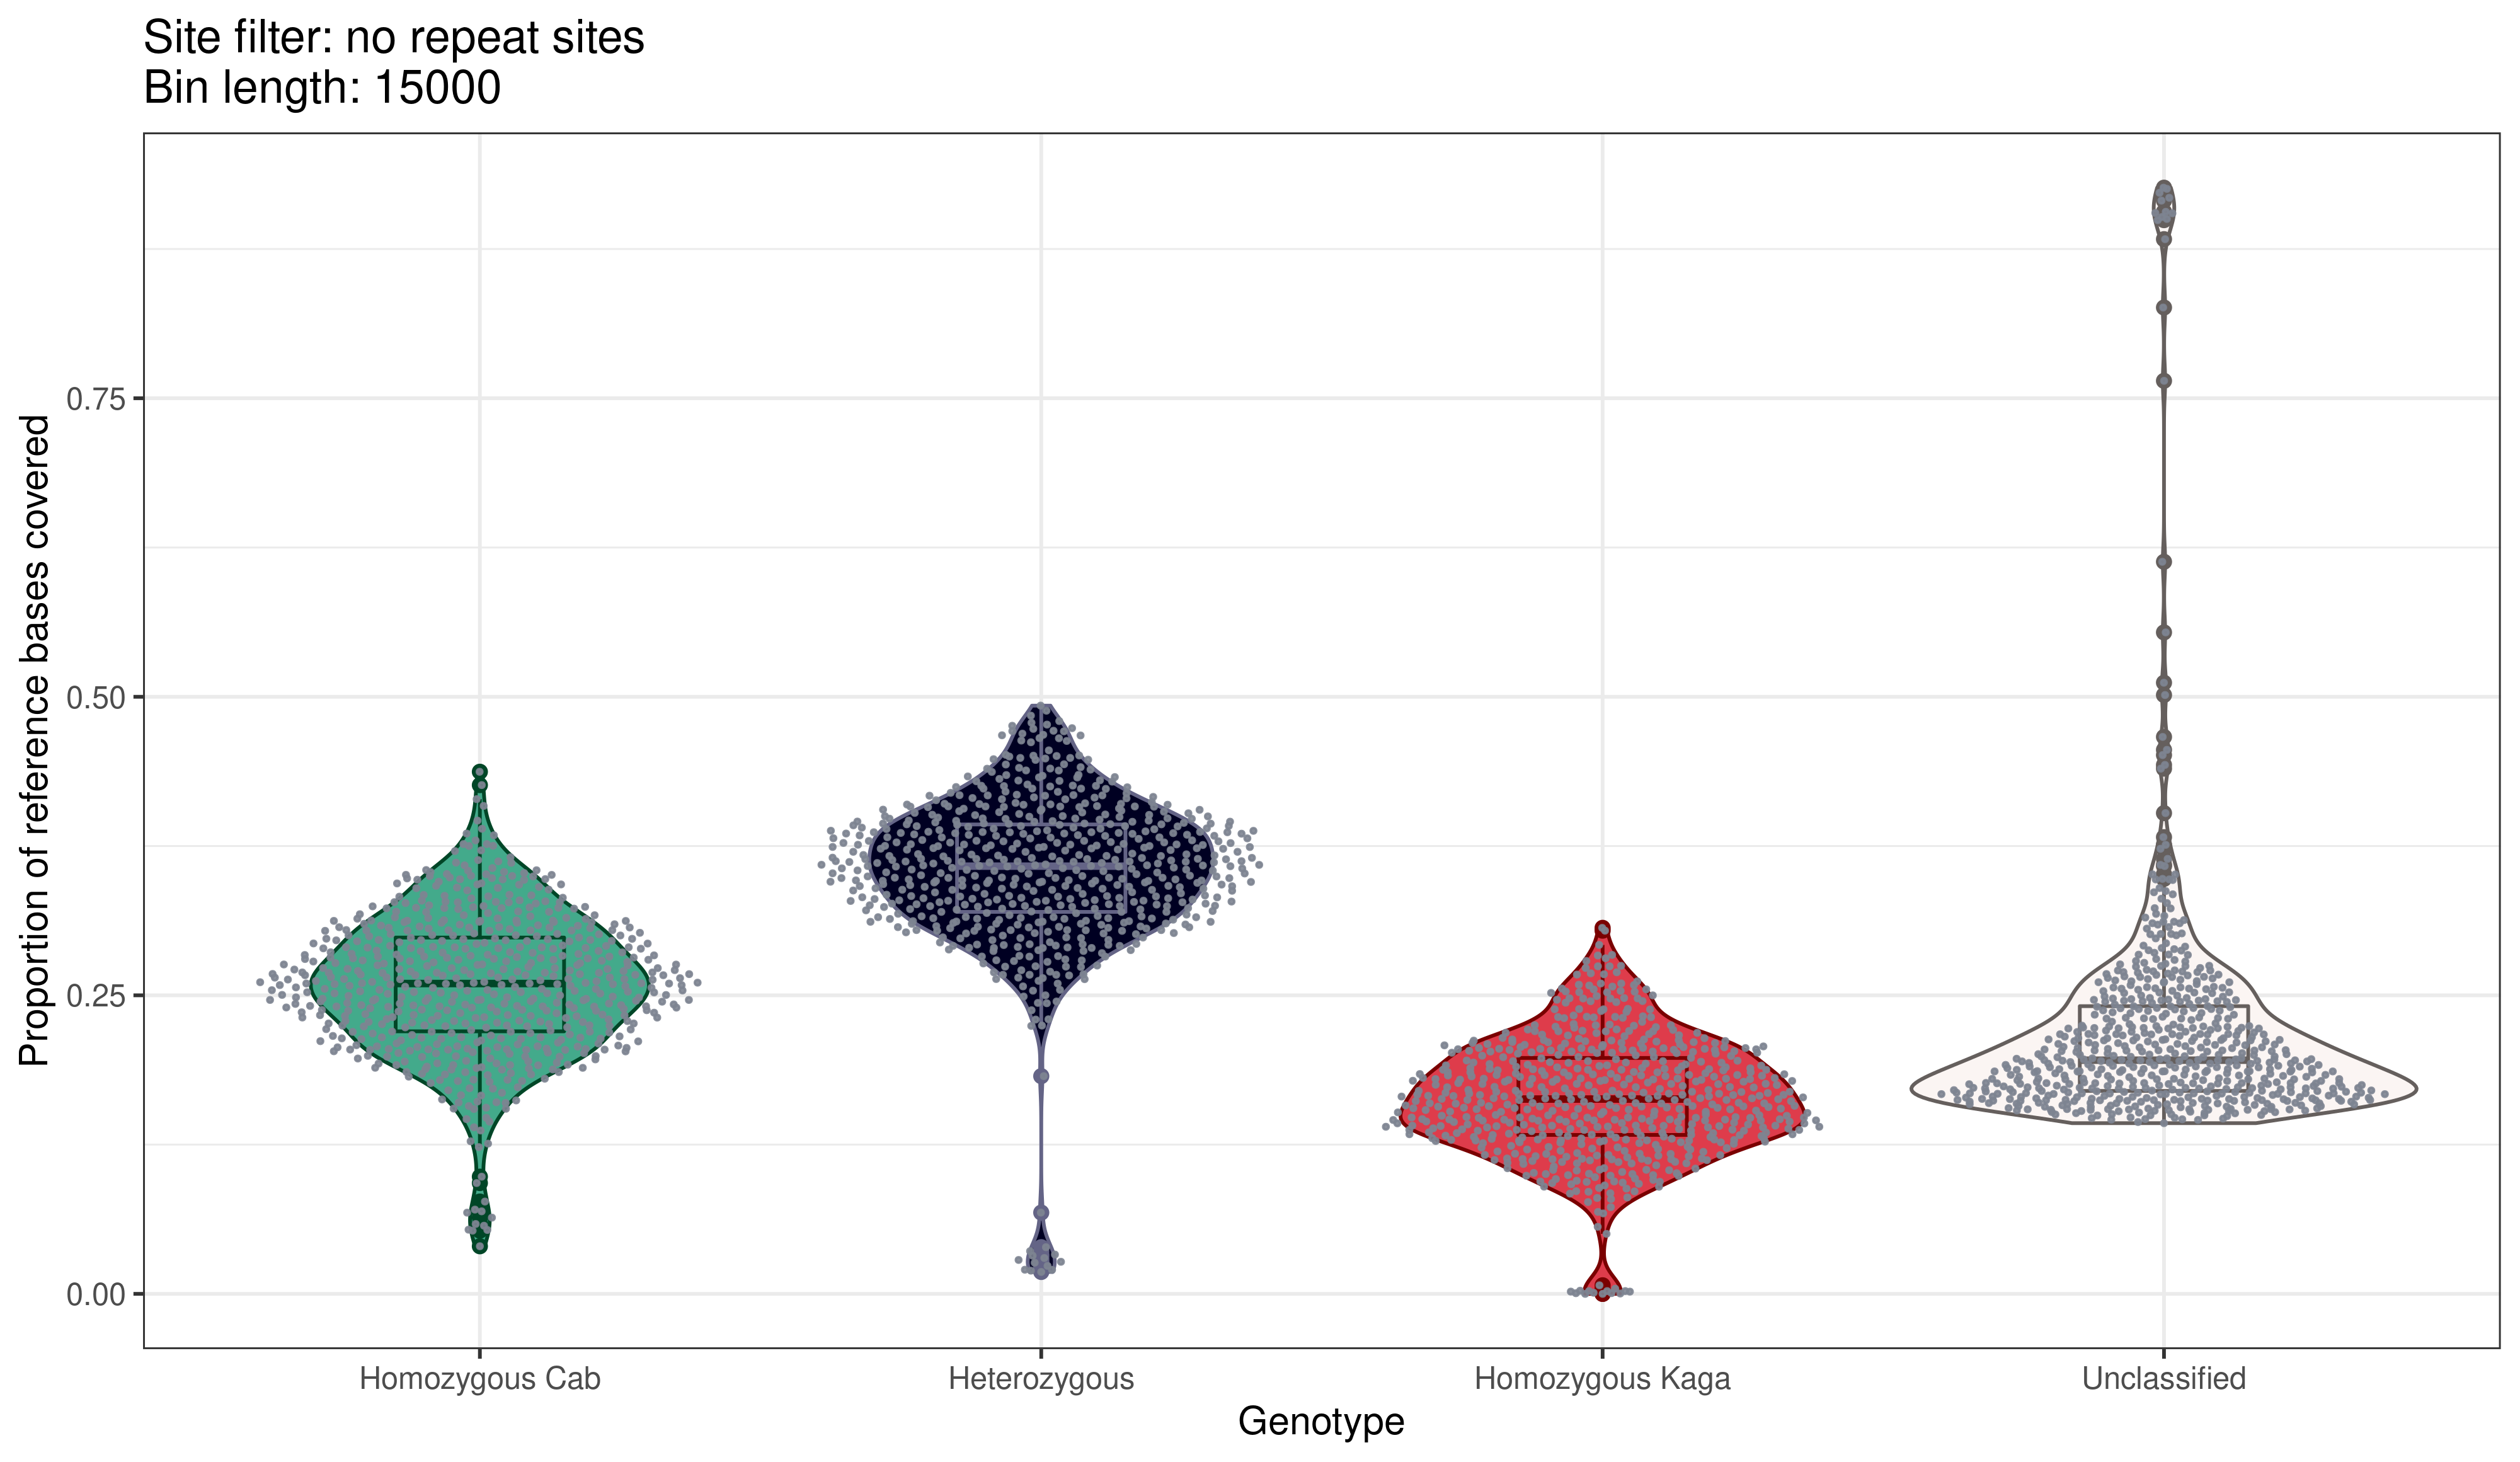 Site filter: no repeat sites
Bin length: 15000
Proportion of reference bases covered
0.75
0.50
0.25
0.00
Homozygous Cab
Heterozygous
Homozygous Kaga
Unclassified
Genotype